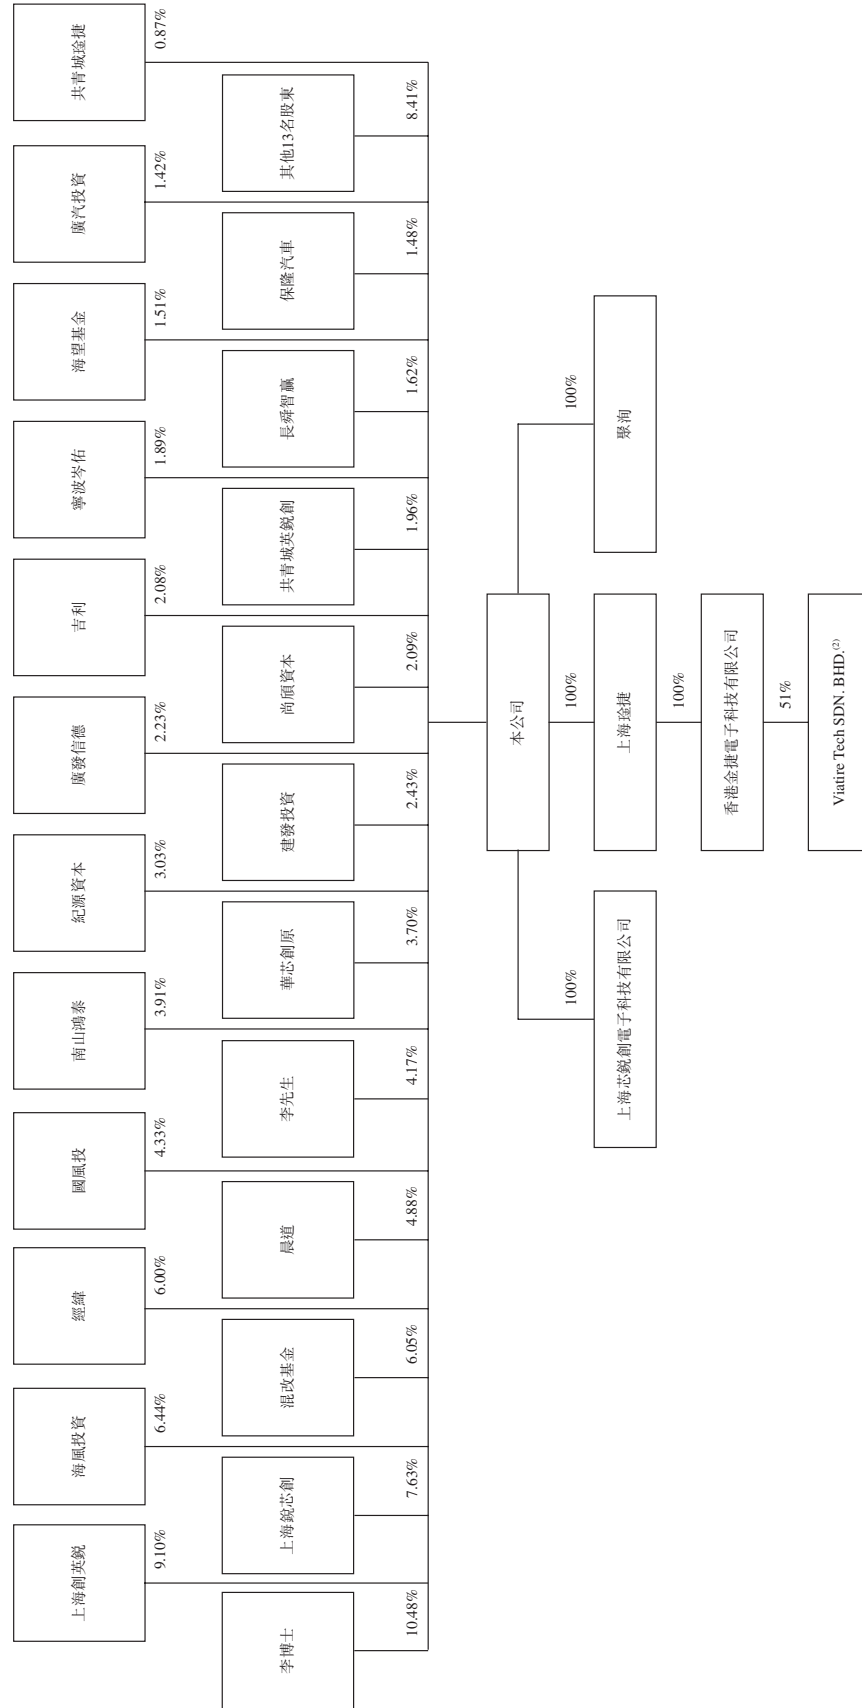 上海創英銳
海風投資
經緯
國風投
南山鴻泰
紀源資本
廣發信德
吉利
寧波岑佑
海望基金
廣汽投資
共青城琻捷
9.10%
6.44%
6.00%
4.33%
3.91%
3.03%
2.23%
2.08%
1.89%
1.51%
1.42%
0.87%
李博士
上海銳芯創
混改基金
晨道
李先生
華芯創原
建發投資
尚頎資本
共青城英銳創
長舜智贏
保隆汽車
其他13名股東
10.48%
7.63%
6.05%
4.88%
4.17%
3.70%
2.43%
2.09%
1.96%
1.62%
1.48%
8.41%
本公司
100%
100%
100%
上海芯銳創電子科技有限公司
上海琻捷
聚洵
100%
香港金捷電子科技有限公司
51%
Viatire Tech SDN. BHD.(2)